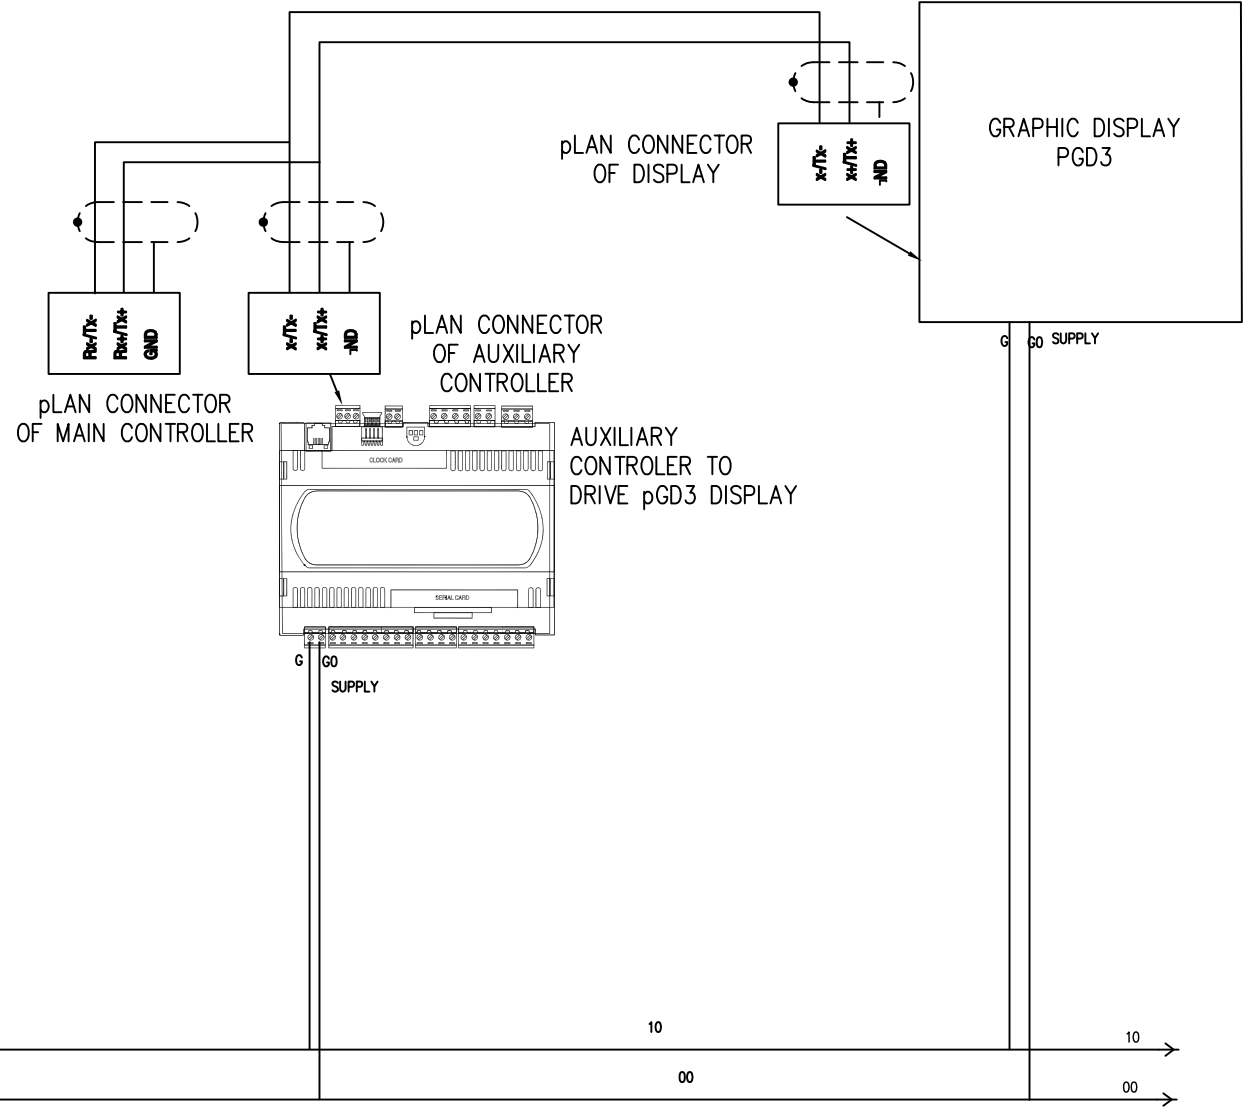 GRAPHIC DISPLAY
PGD3
pLAN CONNECTOR
OF DISPLAY
x-/Tx-
x+/Tx+
¬ND
G
G0 SUPPLY
Rx-/Tx-
Rx+/Tx+
GND
x-/Tx-
x+/Tx+
¬ND
pLAN CONNECTOR
OF AUXILIARY
CONTROLLER
pLAN CONNECTOR
OF MAIN CONTROLLER
AUXILIARY
CONTROLER TO
DRIVE pGD3 DISPLAY
CLOCK CARD
SERIAL CARD
G
G0
SUPPLY
10
10
00
00